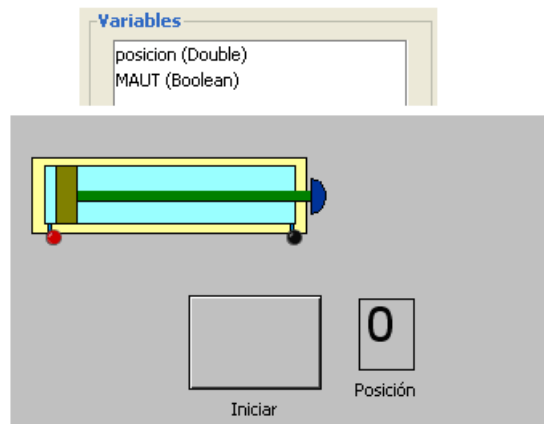 Variables
posicion (Double)
MAUT (Boolean)
0
Posición
Iniciar